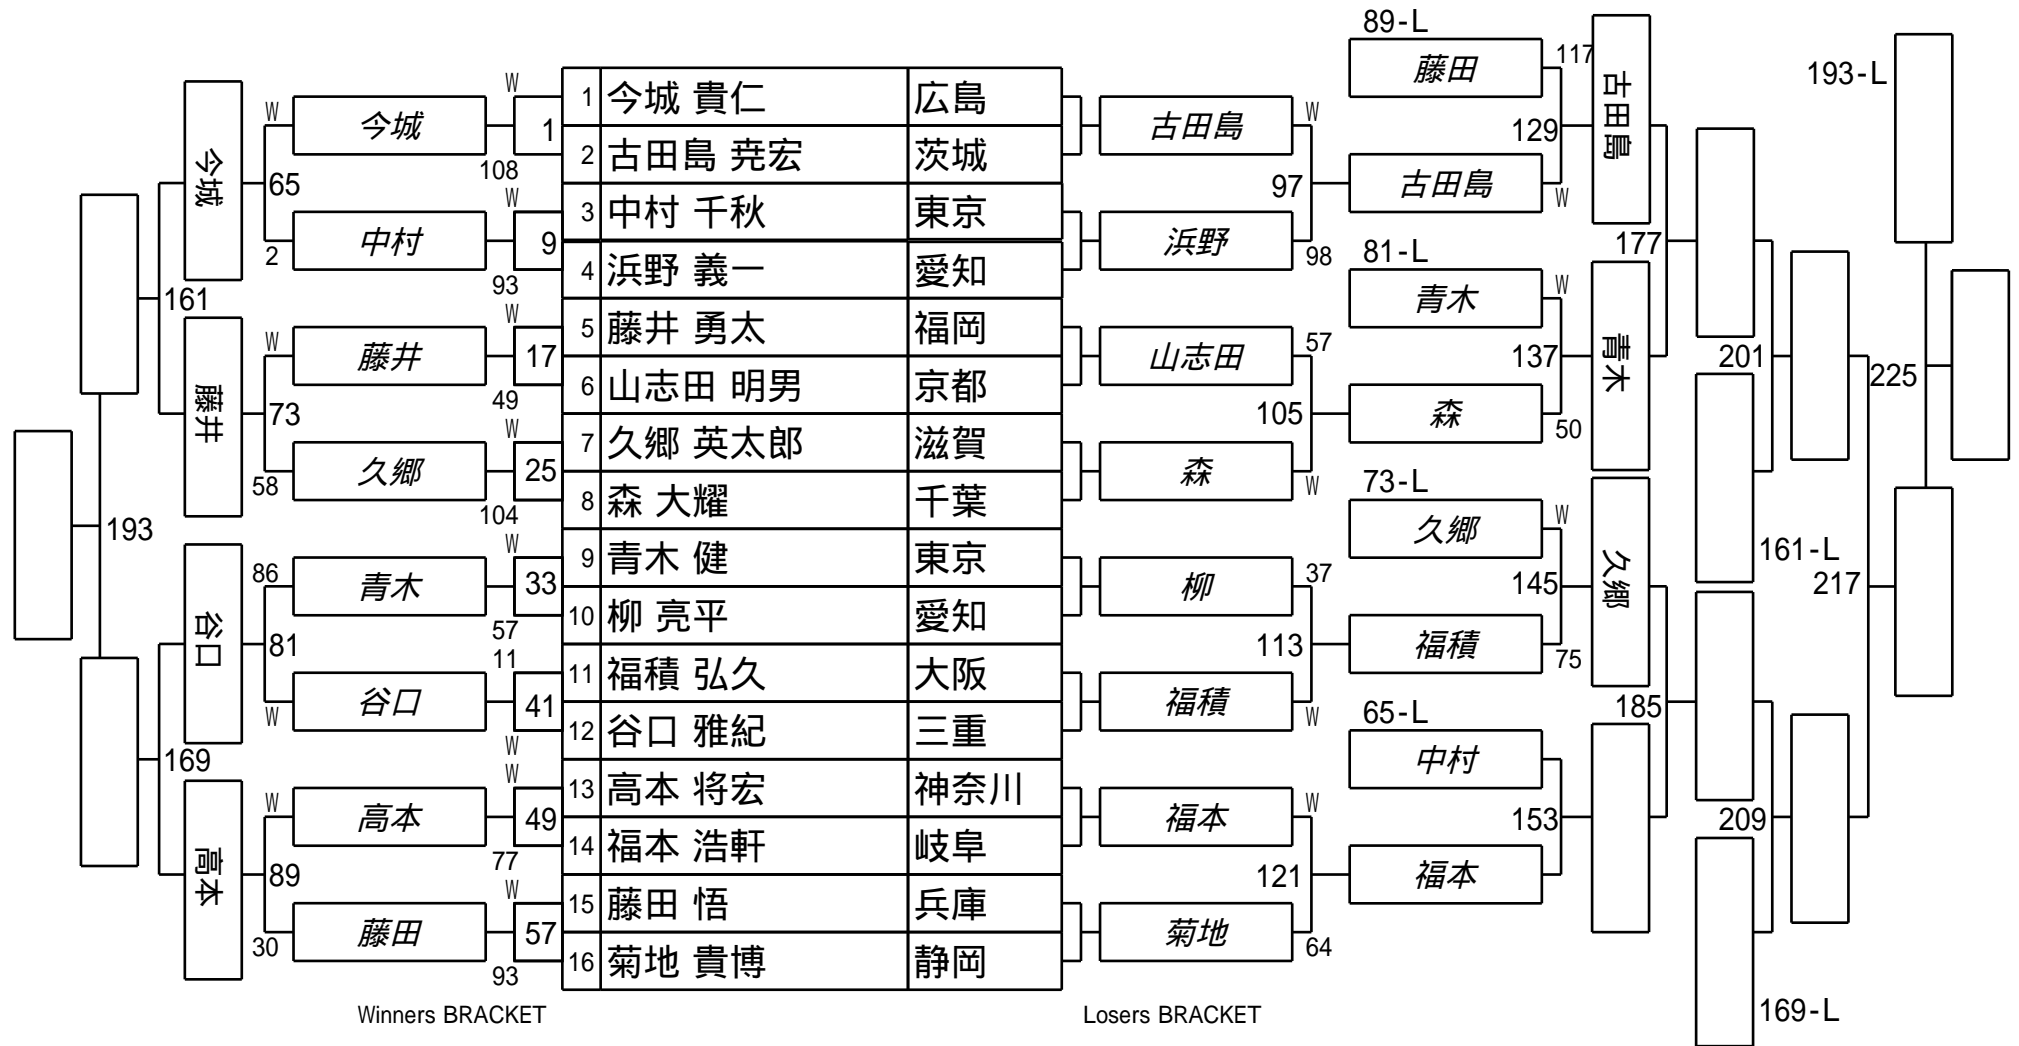 89-L
藤田
117
193-L
W
1 今城 貴仁 広島
古田島
W
今城
1
古田島
W
129
2 古田島 尭宏 茨城
108
今城
65
97
古田島
W
W
3 中村 千秋 東京
浜野
中村
9
2
98
177
4 浜野 義一 愛知
93
81-L
青木
W
161
W
5 藤井 勇太 福岡
山志田
57
W
藤井
17
137
青木
201
225
6 山志田 明男 京都
49
藤井
73
105
森
50
W
7 久郷 英太郎 滋賀
森
W
久郷
25
58
8 森 大耀 千葉
104
73-L
久郷
W
193
W
9 青木 健 東京
柳
37
161-L
86
青木
33
145
久郷
217
10 柳 亮平 愛知
57
谷口
81
113
福積
75
11
11 福積 弘久 大阪
福積
W
谷口
41
W
65-L
185
12 谷口 雅紀 三重
W
中村
169
W
13 高本 将宏 神奈川
福本
W
W
高本
49
153
209
14 福本 浩軒 岐阜
77
高本
89
121
福本
W
15 藤田 悟 兵庫
菊地
64
藤田
57
30
16 菊地 貴博 静岡
93
Winners BRACKET
Losers BRACKET
169-L